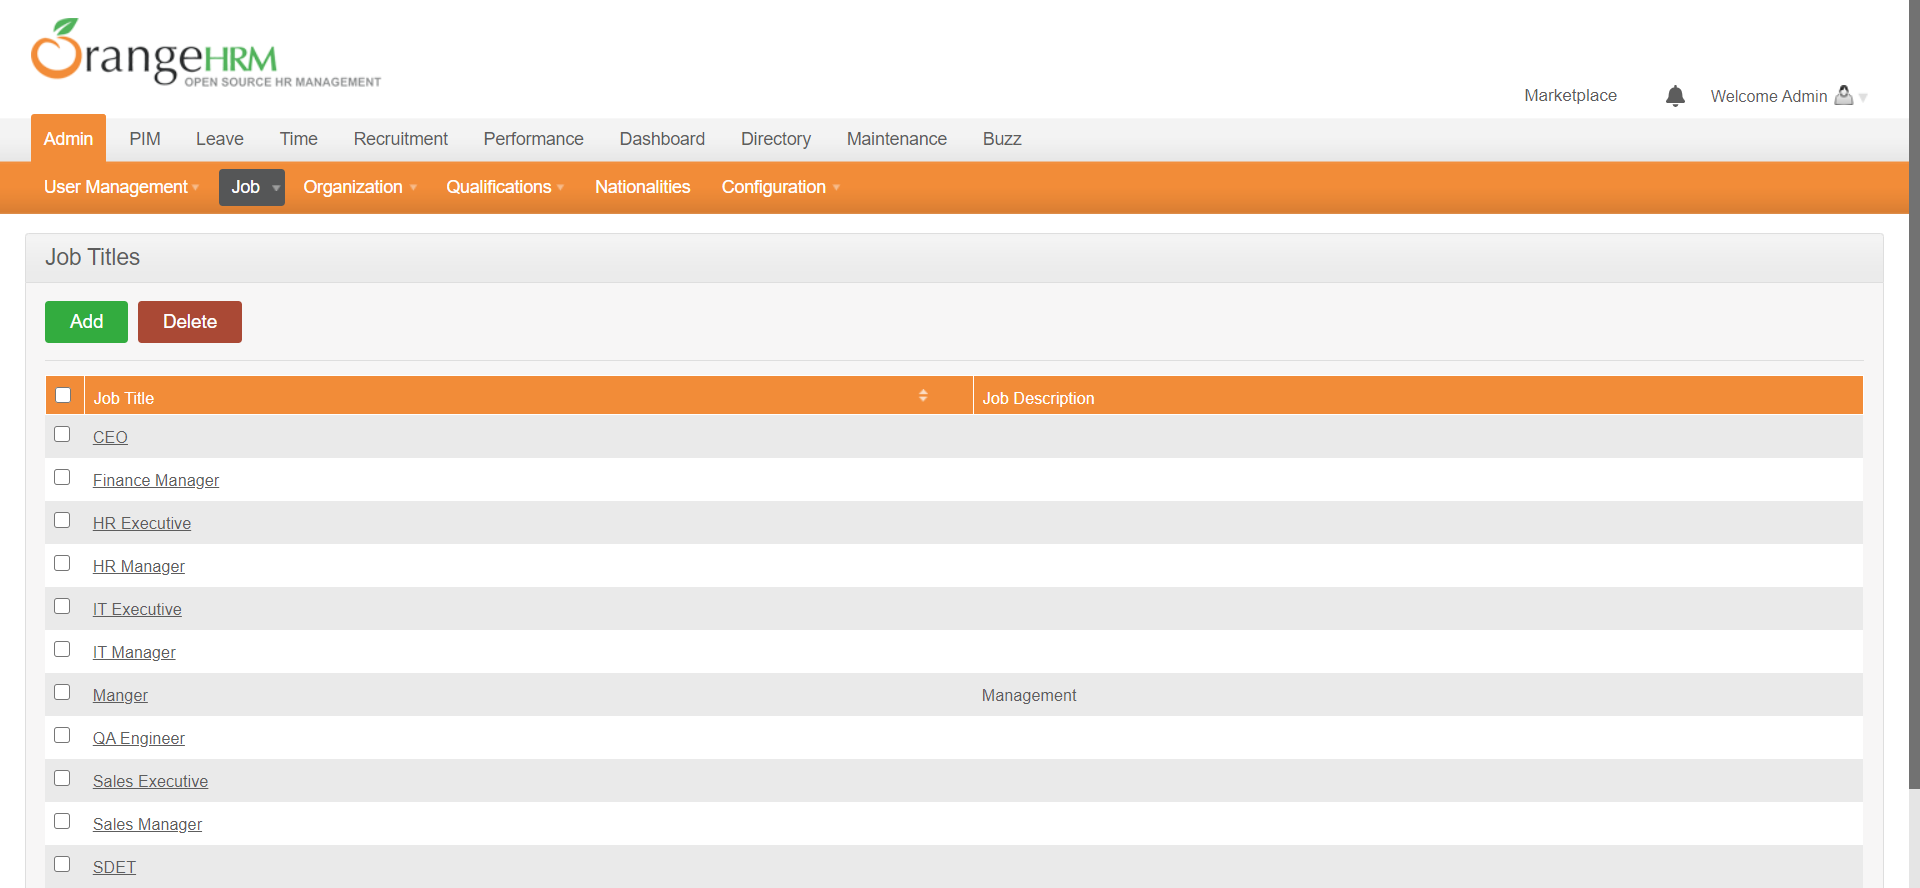 OrangeHRM
OPEN SOURCE HR MANAGEMENT
Marketplace Welcome Admin
Admin PIM Leave Time Recruitment Performance Dashboard Directory Maintenance Buzz
User Management Job Organization Qualifications Nationalities Configuration
Job Titles
Add Delete
Job Title Job Description
CEO
Finance Manager
HR Executive
HR Manager
IT Executive
IT Manager
Manger Management
QA Engineer
Sales Executive
Sales Manager
SDET